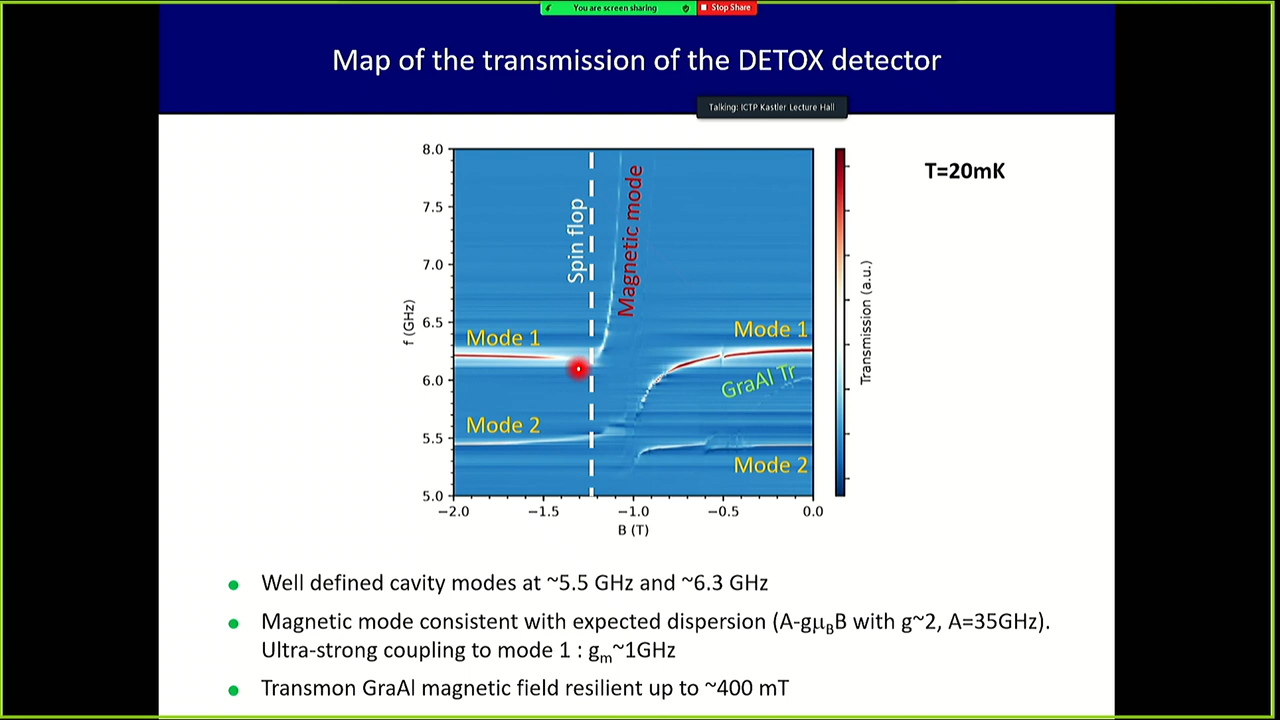 You are screen sharing
Stop Share
Map of the transmission of the DETOX detector
Talking: ICTP Kastler Lecture Hall
T=20mK
8.0
7.5
7.0
6.5
6.0
5.5
5.0
f (GHz)
Spin flop
Magnetic mode
Mode 1
Mode 1
GraAl Tr
Mode 2
Mode 2
−2.0
−1.5
−1.0
−0.5
0.0
B (T)
Transmission (a.u.)
Well defined cavity modes at ~5.5 GHz and ~6.3 GHz
Magnetic mode consistent with expected dispersion (A-gμBB with g~2, A=35GHz).
Ultra-strong coupling to mode 1 : gm~1GHz
Transmon GraAl magnetic field resilient up to ~400 mT